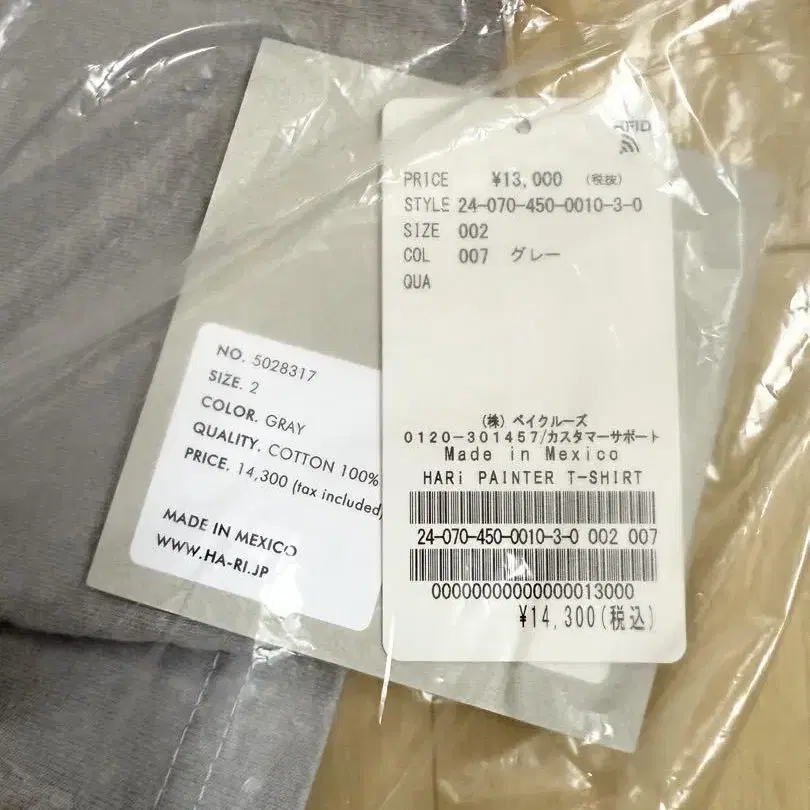 RFID
PRICE ¥13,000 (税抜)
STYLE 24-070-450-0010-3-0
SIZE 002
COL 007 グレー
QUA
(株) ベイクルーズ
0120-301457/カスタマーサポート
Made in Mexico
HARi PAINTER T-SHIRT
24-070-450-0010-3-0 002 007
00000000000000013000
¥14,300(税込)
NO. 5028317
SIZE. 2
COLOR. GRAY
QUALITY. COTTON 100%
PRICE. 14,300 (tax included)
MADE IN MEXICO
WWW.HA-RI.JP